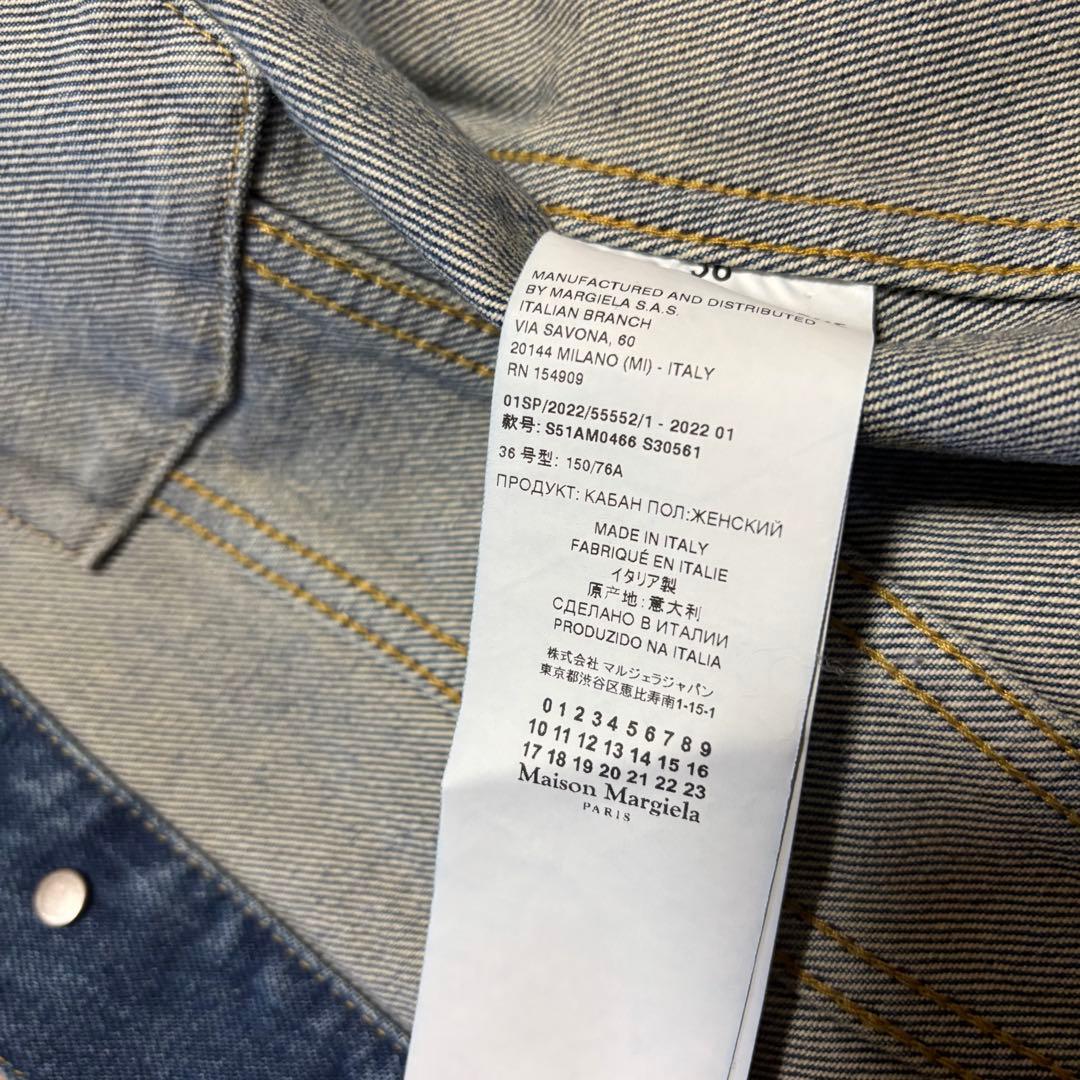 36
MANUFACTURED AND DISTRIBUTED
BY MARGIELA S.A.S.
ITALIAN BRANCH
VIA SAVONA, 60
20144 MILANO (MI) - ITALY
RN 154909
01SP/2022/55552/1 - 2022 01
款号: S51AM0466 S30561
36 号型: 150/76A
ПРОДУКТ: КАБАН ПОЛ:ЖЕНСКИЙ
MADE IN ITALY
FABRIQUÉ EN ITALIE
イタリア製
原产地: 意大利
СДЕЛАНО В ИТАЛИИ
PRODUZIDO NA ITALIA
株式会社 マルジェラジャパン
東京都渋谷区恵比寿南1-15-1
0 1 2 3 4 5 6 7 8 9
10 11 12 13 14 15 16
17 18 19 20 21 22 23
Maison Margiela
PARIS